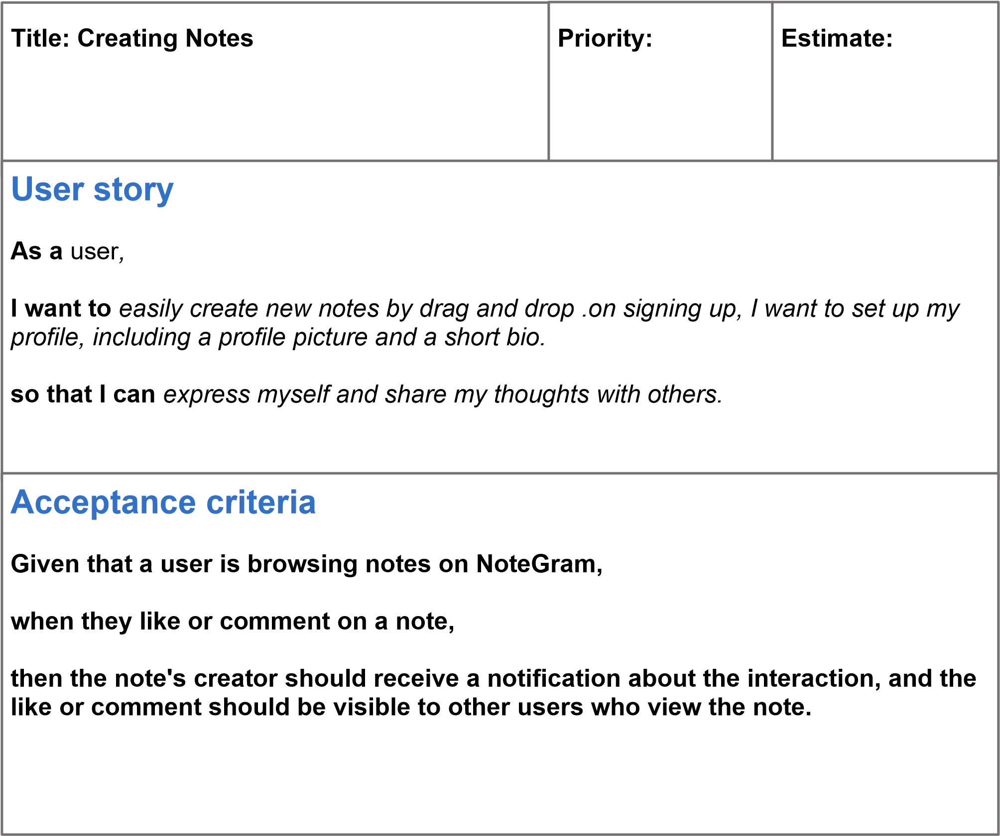 Title: Creating Notes
Priority:
Estimate:
User story
As a user,
I want to easily create new notes by drag and drop .on signing up, I want to set up my
profile, including a profile picture and a short bio.
so that I can express myself and share my thoughts with others.
Acceptance criteria
Given that a user is browsing notes on NoteGram,
when they like or comment on a note,
then the note's creator should receive a notification about the interaction, and the
like or comment should be visible to other users who view the note.